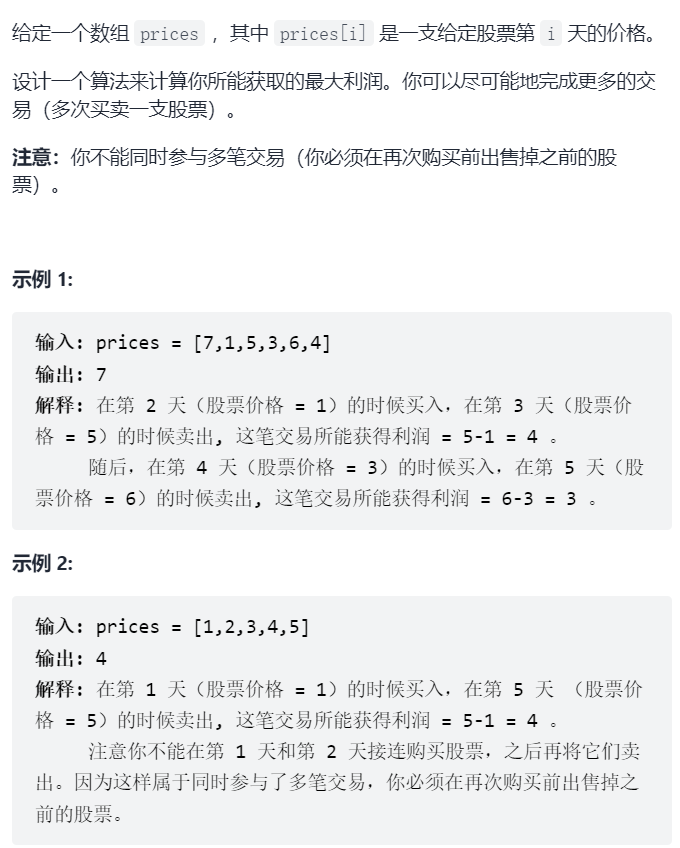 给定一个数组 prices ，其中 prices[i] 是一支给定股票第 i 天的价格。
设计一个算法来计算你所能获取的最大利润。你可以尽可能地完成更多的交
易（多次买卖一支股票）。
注意：你不能同时参与多笔交易（你必须在再次购买前出售掉之前的股
票）。
示例 1:
输入: prices = [7,1,5,3,6,4]
输出: 7
解释: 在第 2 天（股票价格 = 1）的时候买入，在第 3 天（股票价
格 = 5）的时候卖出, 这笔交易所能获得利润 = 5-1 = 4 。
随后，在第 4 天（股票价格 = 3）的时候买入，在第 5 天（股
票价格 = 6）的时候卖出, 这笔交易所能获得利润 = 6-3 = 3 。
示例 2:
输入: prices = [1,2,3,4,5]
输出: 4
解释: 在第 1 天（股票价格 = 1）的时候买入，在第 5 天 （股票价
格 = 5）的时候卖出, 这笔交易所能获得利润 = 5-1 = 4 。
注意你不能在第 1 天和第 2 天接连购买股票，之后再将它们卖
出。因为这样属于同时参与了多笔交易，你必须在再次购买前出售掉之
前的股票。